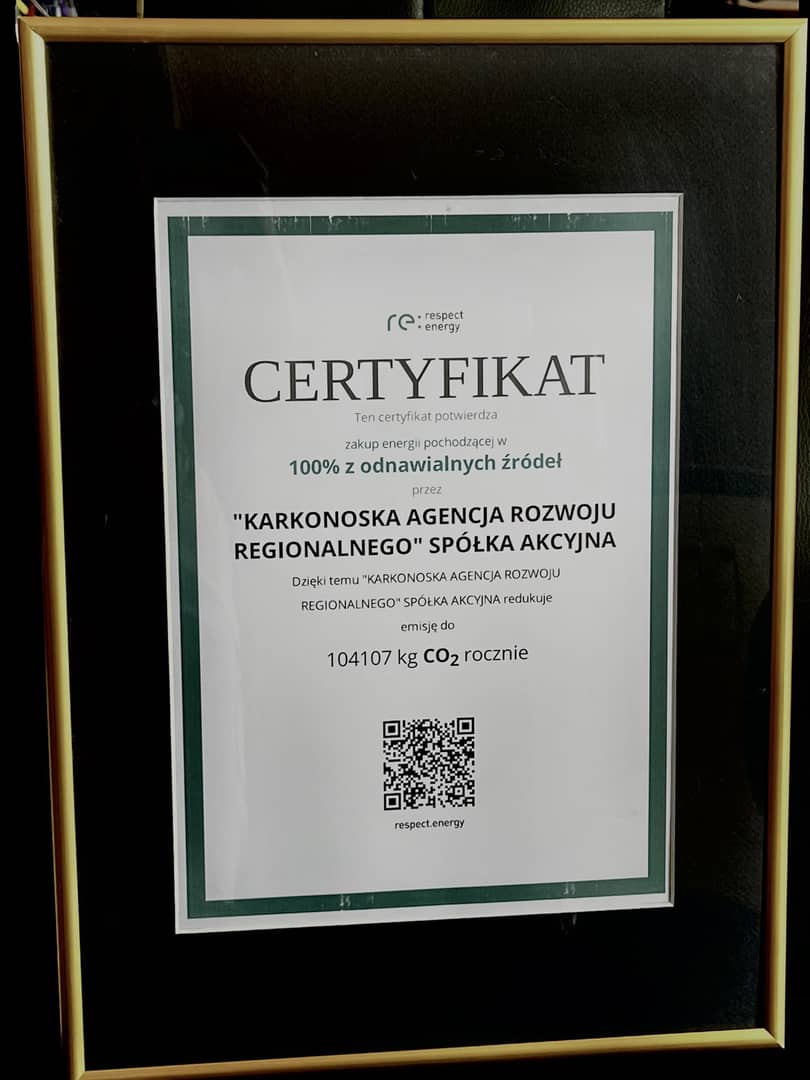 re: respect
energy
CERTYFIKAT
Ten certyfikat potwierdza
zakup energii pochodzącej w
100% z odnawialnych źródeł
przez
"KARKONOSKA AGENCJA ROZWOJU
REGIONALNEGO" SPÓŁKA AKCYJNA
Dzięki temu "KARKONOSKA AGENCJA ROZWOJU
REGIONALNEGO" SPÓŁKA AKCYJNA redukuje
emisję do
104107 kg CO₂ rocznie
respect.energy